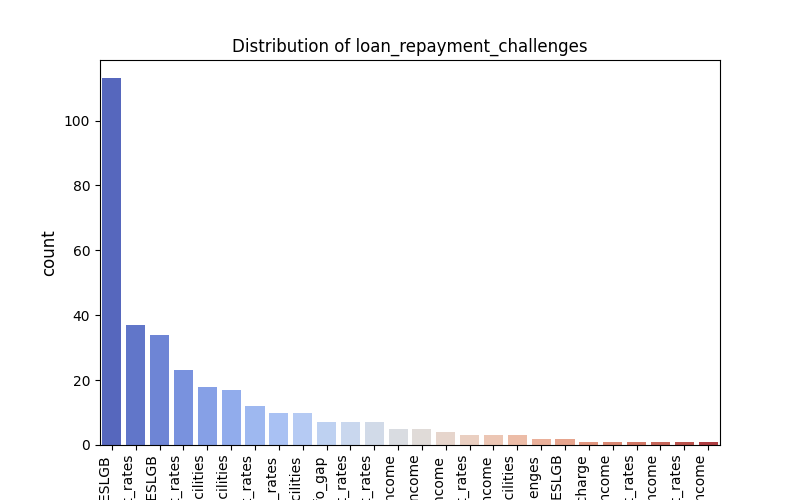 Distribution of loan_repayment_challenges
count
100
80
60
40
20
0
ESLGB
_rates
ESLGB
_rates
cilities
cilities
_rates
_rates
cilities
o_gap
_rates
_rates
ncome
ncome
ncome
_rates
ncome
cilities
enges
ESLGB
charge
ncome
_rates
ncome
_rates
ncome